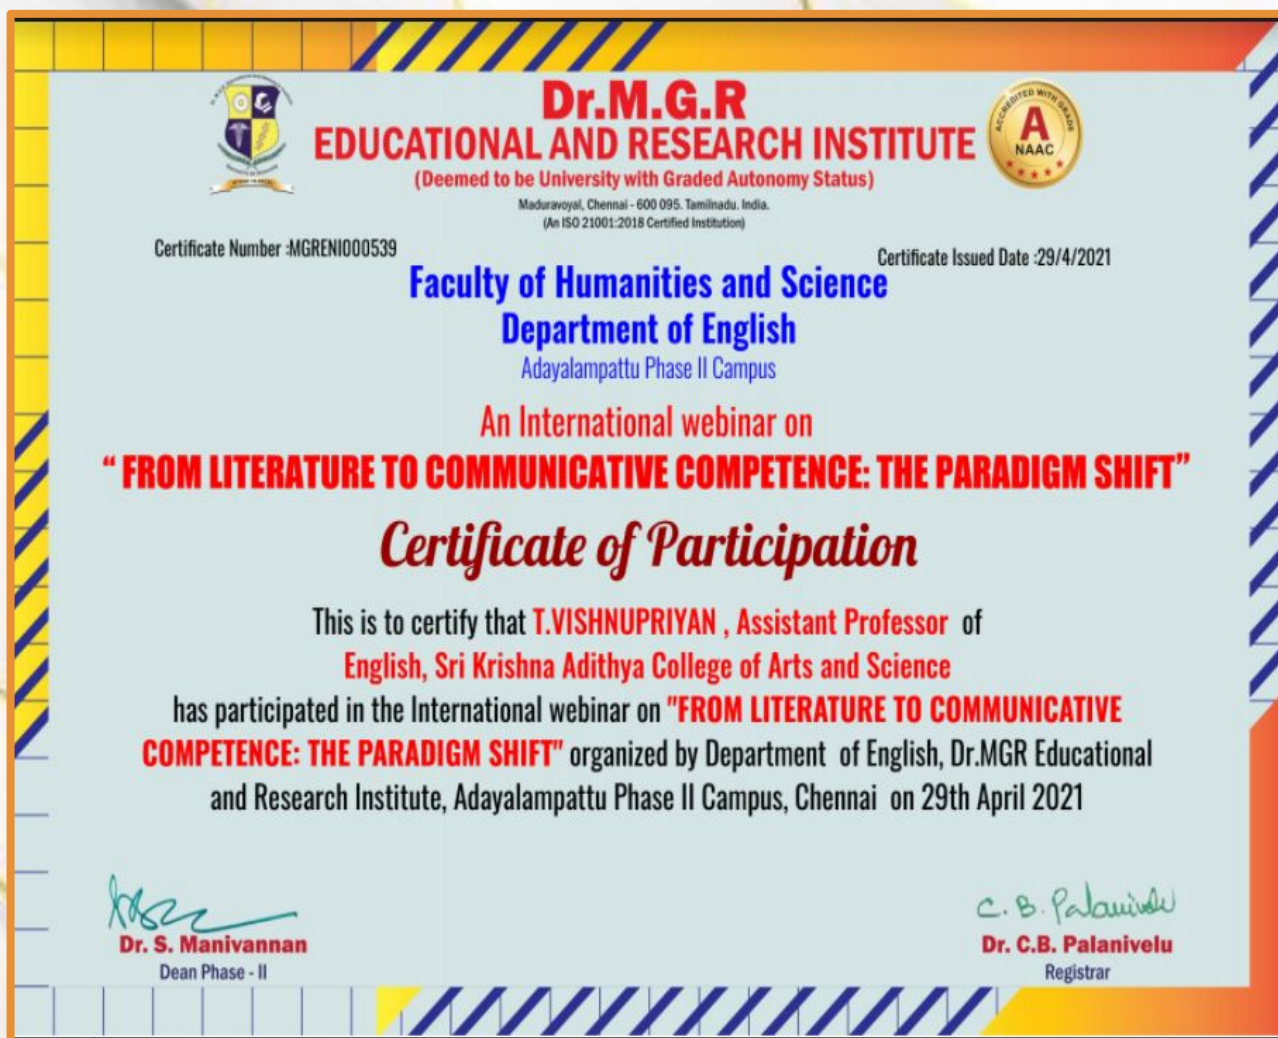 Dr.M.G.R
EDUCATIONAL AND RESEARCH INSTITUTE
(Deemed to be University with Graded Autonomy Status)
Maduravoyal, Chennai - 600 095. Tamilnadu. India.
(An ISO 21001:2018 Certified Institution)
ACCREDITED WITH GRADE
A
NAAC
Certificate Number :MGRENI000539
Certificate Issued Date :29/4/2021
Faculty of Humanities and Science
Department of English
Adayalampattu Phase II Campus
An International webinar on
“ FROM LITERATURE TO COMMUNICATIVE COMPETENCE: THE PARADIGM SHIFT”
Certificate of Participation
This is to certify that T.VISHNUPRIYAN , Assistant Professor of
English, Sri Krishna Adithya College of Arts and Science
has participated in the International webinar on "FROM LITERATURE TO COMMUNICATIVE
COMPETENCE: THE PARADIGM SHIFT" organized by Department of English, Dr.MGR Educational
and Research Institute, Adayalampattu Phase II Campus, Chennai on 29th April 2021
C. B. Palanivelu
Dr. S. Manivannan
Dean Phase - II
Dr. C.B. Palanivelu
Registrar